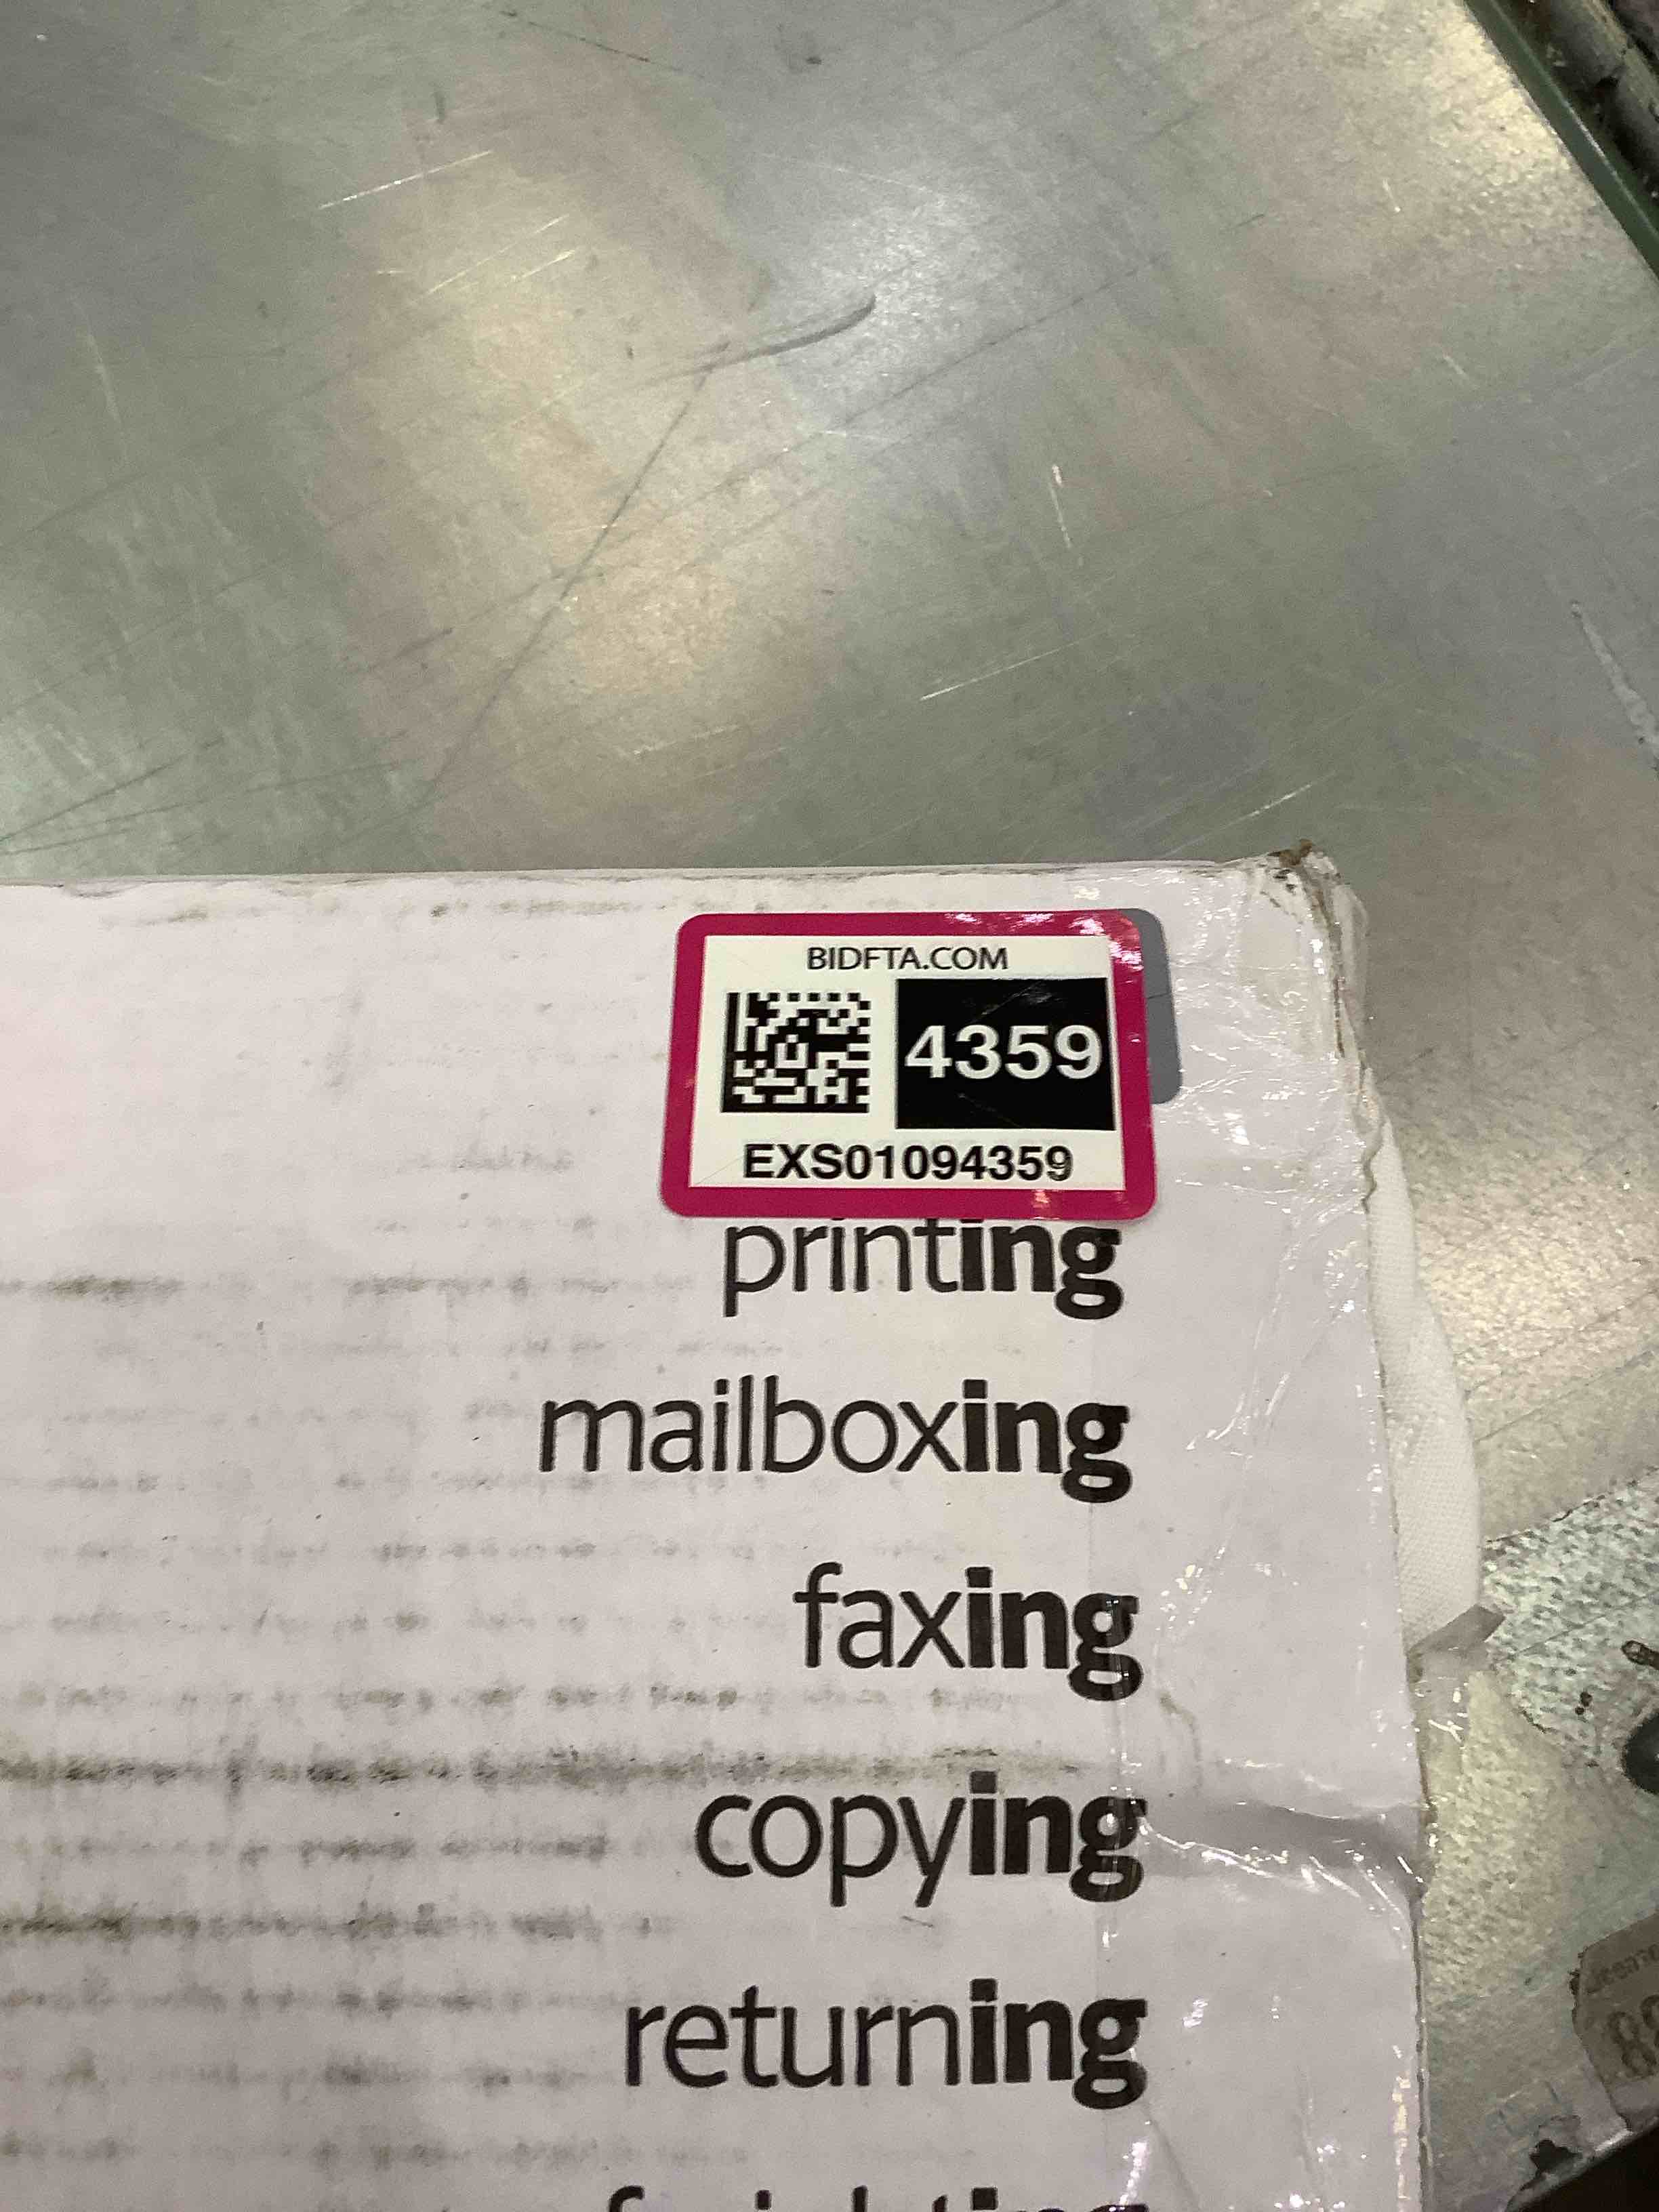 BIDFTA.COM
4359
EXS01094359
printing
mailboxing
faxing
copying
returning